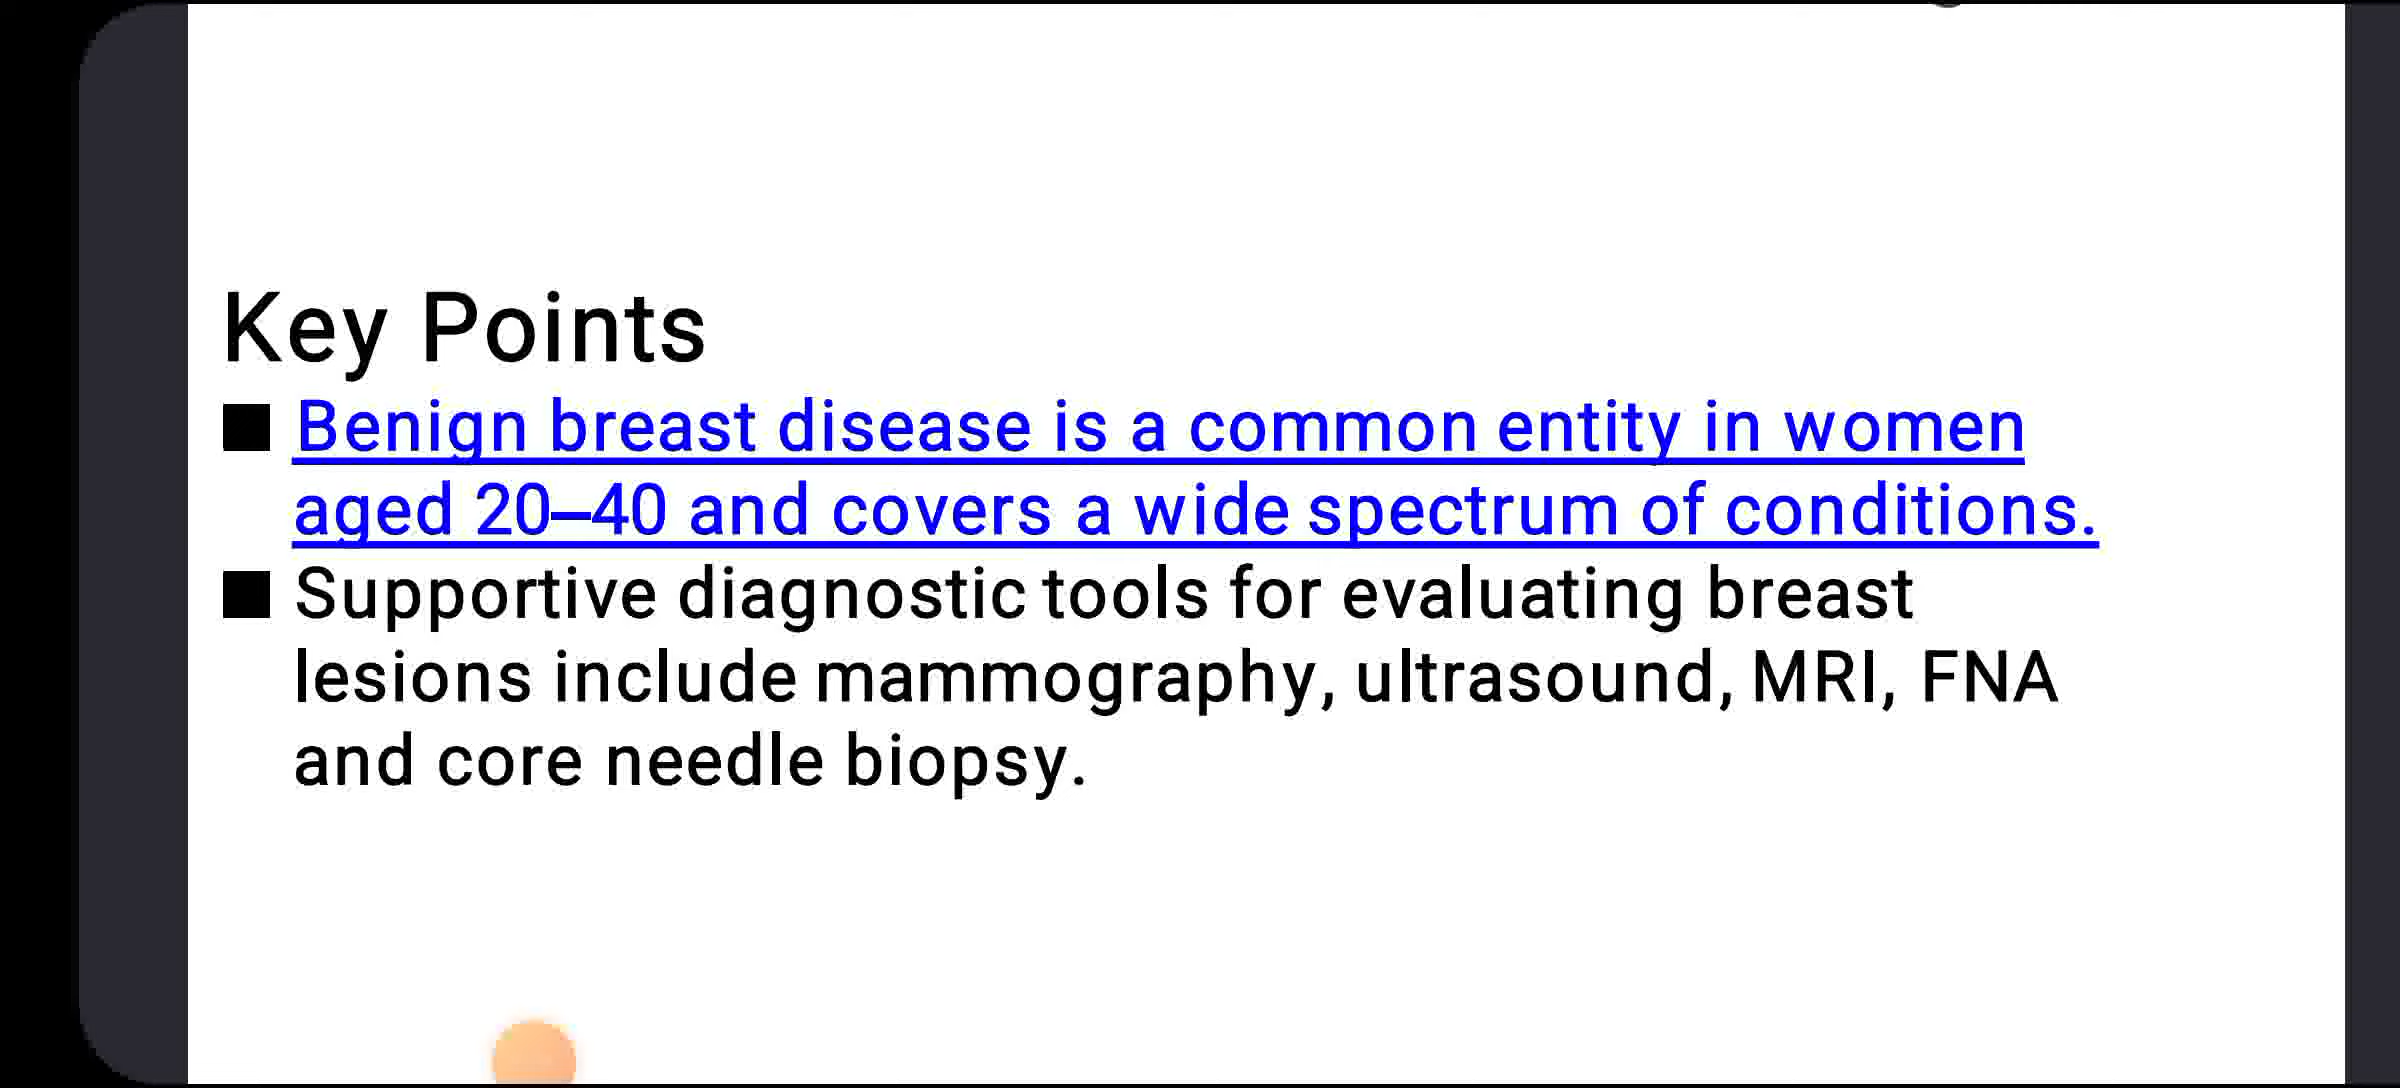 Key Points
■ Benign breast disease is a common entity in women
aged 20–40 and covers a wide spectrum of conditions.
■ Supportive diagnostic tools for evaluating breast
lesions include mammography, ultrasound, MRI, FNA
and core needle biopsy.